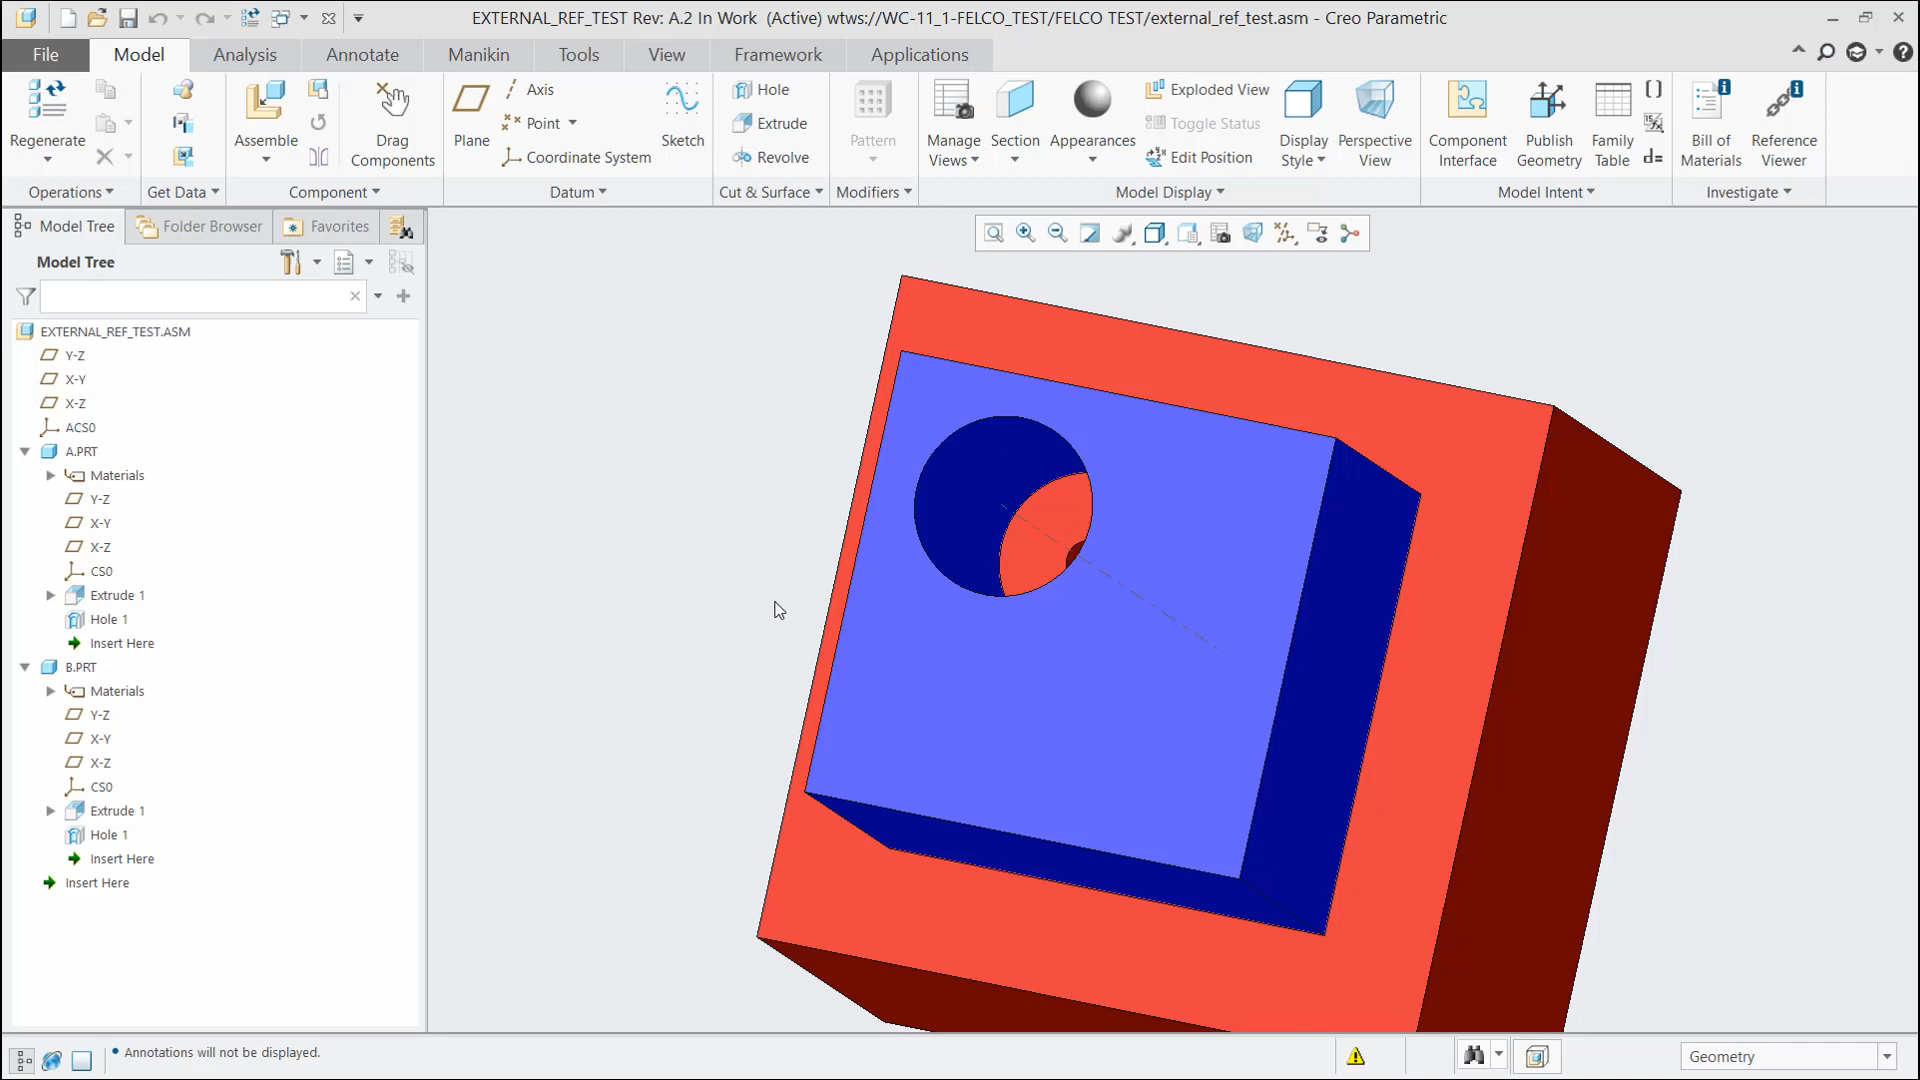 EXTERNAL_REF_TEST Rev: A.2 In Work (Active) wtws://WC-11_1-FELCO_TEST/FELCO TEST/external_ref_test.asm - Creo Parametric
File Model Analysis Annotate Manikin Tools View Framework Applications
Regenerate
Operations
Get Data
Assemble
Drag
Components
Component
Plane
Axis
Point
Coordinate System
Sketch
Datum
Hole
Extrude
Revolve
Cut & Surface
Pattern
Modifiers
Manage
Views
Section
Appearances
Exploded View
Toggle Status
Edit Position
Display
Style
Perspective
View
Model Display
Component
Interface
Publish
Geometry
Family
Table
d=
Model Intent
Bill of
Materials
Reference
Viewer
Investigate
Model Tree Folder Browser Favorites
Model Tree
EXTERNAL_REF_TEST.ASM
Y-Z
X-Y
X-Z
ACS0
A.PRT
Materials
Y-Z
X-Y
X-Z
CS0
Extrude 1
Hole 1
Insert Here
B.PRT
Materials
Y-Z
X-Y
X-Z
CS0
Extrude 1
Hole 1
Insert Here
Insert Here
Annotations will not be displayed.
Geometry